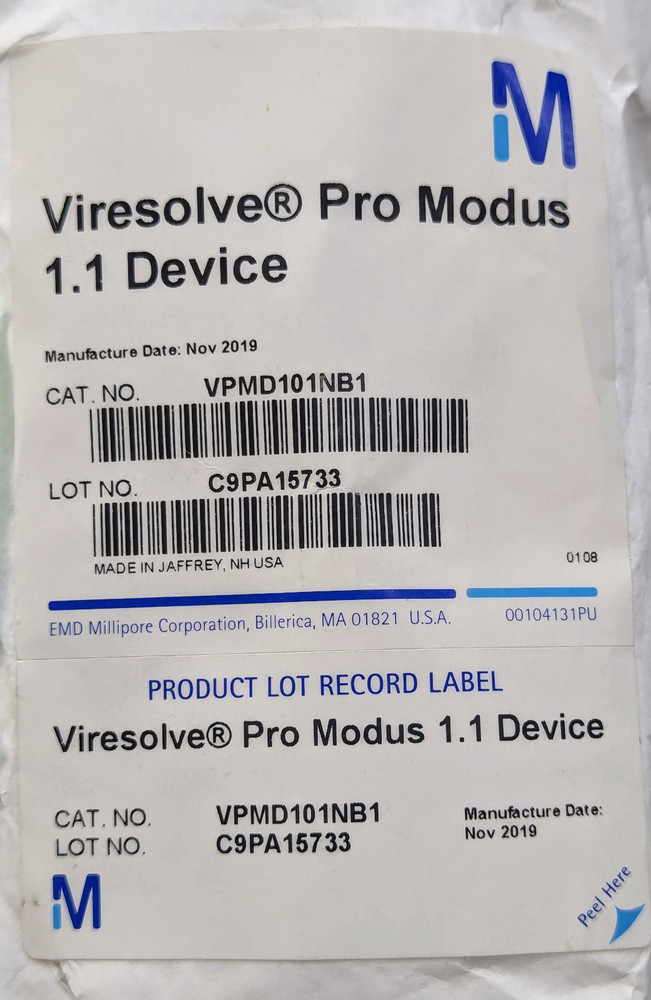 M
Viresolve® Pro Modus
1.1 Device
Manufacture Date: Nov 2019
CAT. NO. VPMD101NB1
LOT NO. C9PA15733
MADE IN JAFFREY, NH USA 0108
EMD Millipore Corporation, Billerica, MA 01821 U.S.A. 00104131PU
PRODUCT LOT RECORD LABEL
Viresolve® Pro Modus 1.1 Device
CAT. NO. VPMD101NB1 Manufacture Date:
LOT NO. C9PA15733 Nov 2019
M
Peel Here